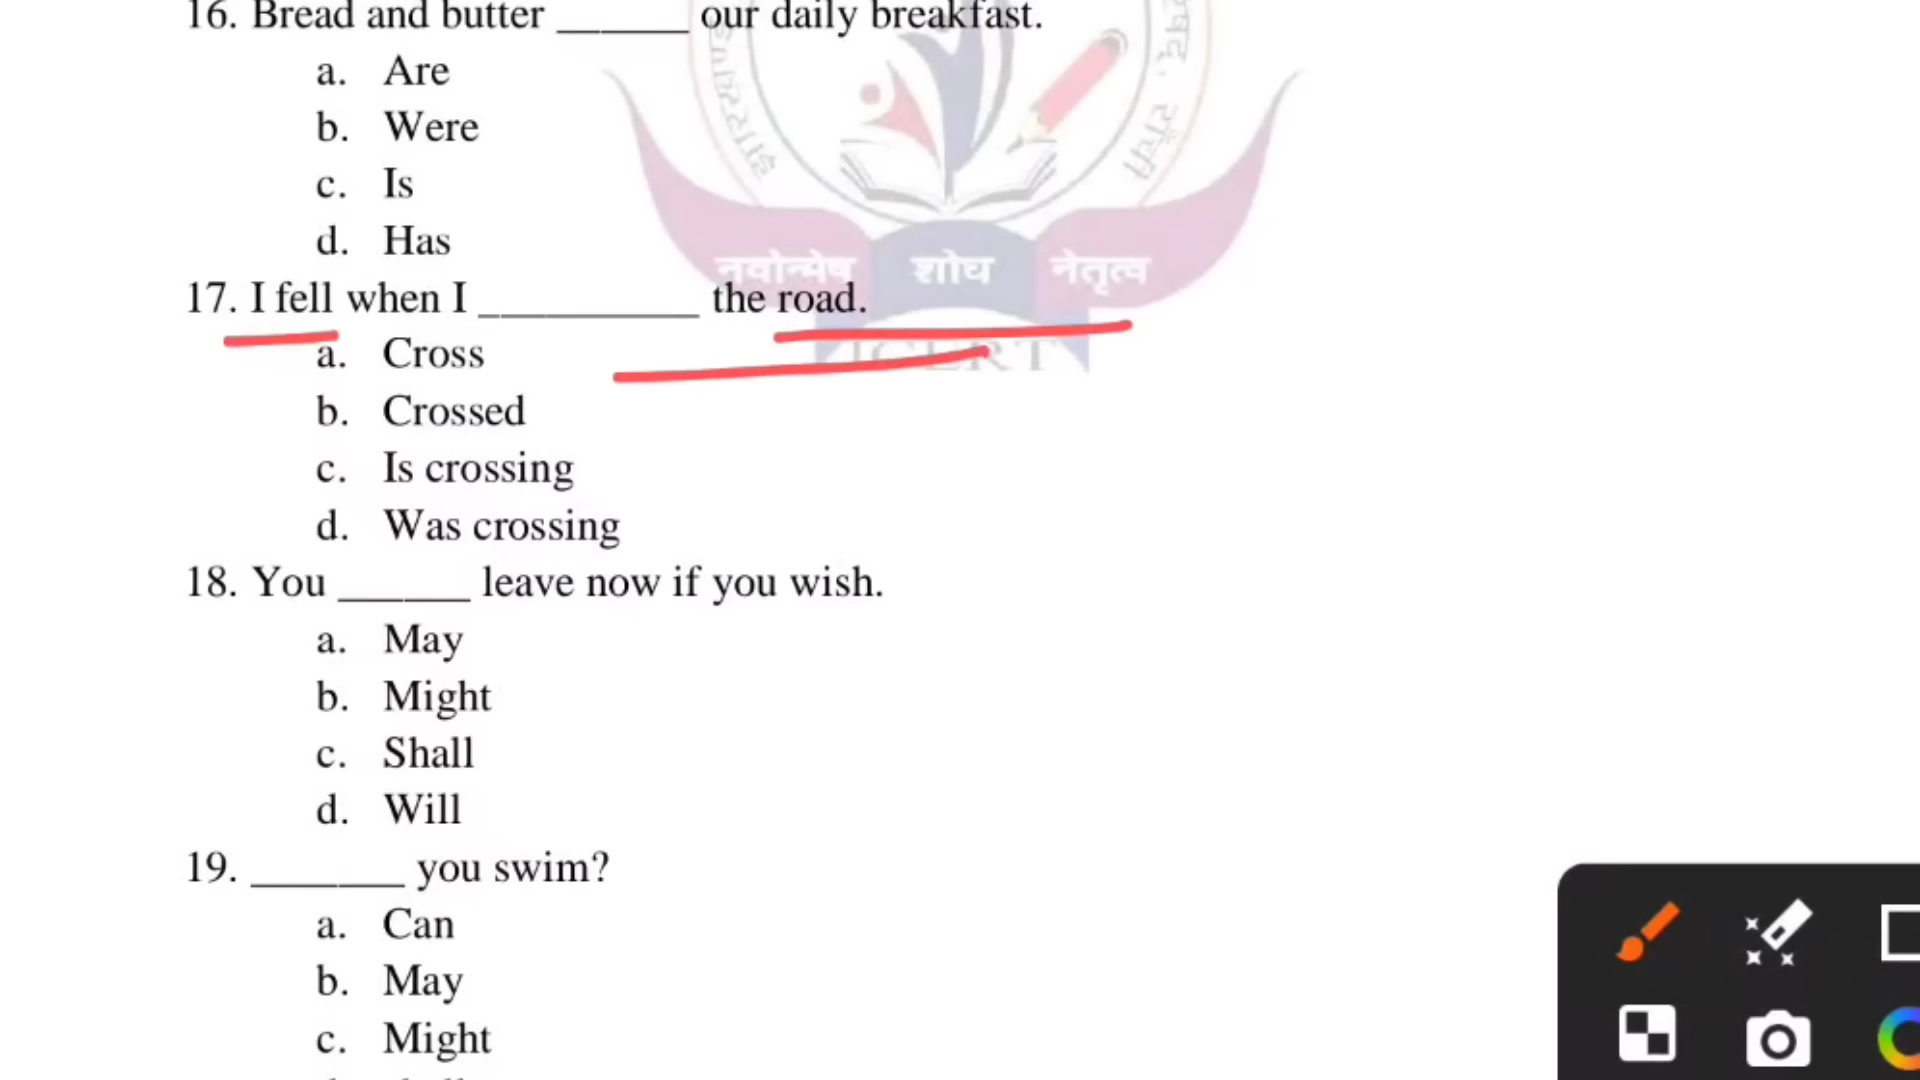 16. Bread and butter ______ our daily breakfast.
a. Are
b. Were
c. Is
d. Has
नवोन्मेष शोध नेतृत्व
17. I fell when I __________ the road.
a. Cross
JCERT
b. Crossed
c. Is crossing
d. Was crossing
18. You ______ leave now if you wish.
a. May
b. Might
c. Shall
d. Will
19. _______ you swim?
a. Can
b. May
c. Might